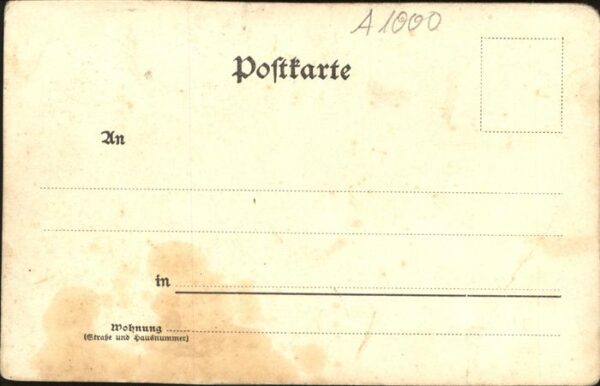 A1000
Postkarte
An
in
Wohnung
(Straße und Hausnummer)